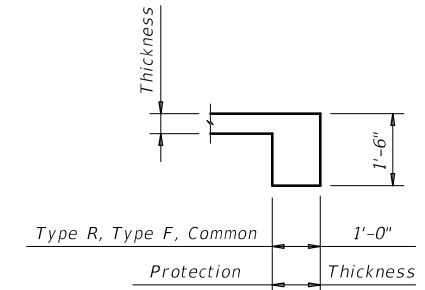 Thickness
1'-6"
Type R, Type F, Common 1'-0"
Protection Thickness